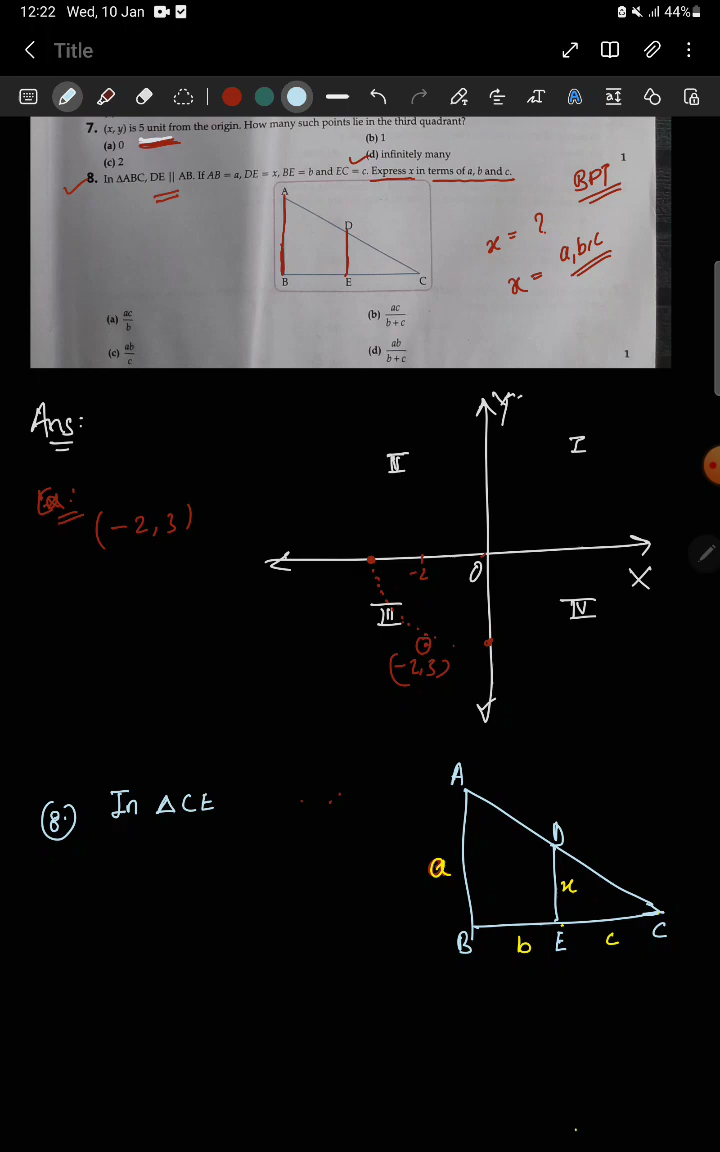 12:22 Wed, 10 Jan
44%
Title
7. (x, y) is 5 unit from the origin. How many such points lie in the third quadrant?
(a) 0
(b) 1
(c) 2
(d) infinitely many
1
8. In ΔABC, DE || AB. If AB = a, DE = x, BE = b and EC = c. Express x in terms of a, b and c.
BPT
A
D
B
E
C
x = ?
x = a,b,c
(a) ac/b
(b) ac/b+c
(c) ab/c
(d) ab/b+c
1
Ans:
Y
II
I
Ex:
(-2, 3)
-2
O
X
III
IV
(-2,3)
A
8.
In Δ CE
D
a
x
B
b
E
c
C